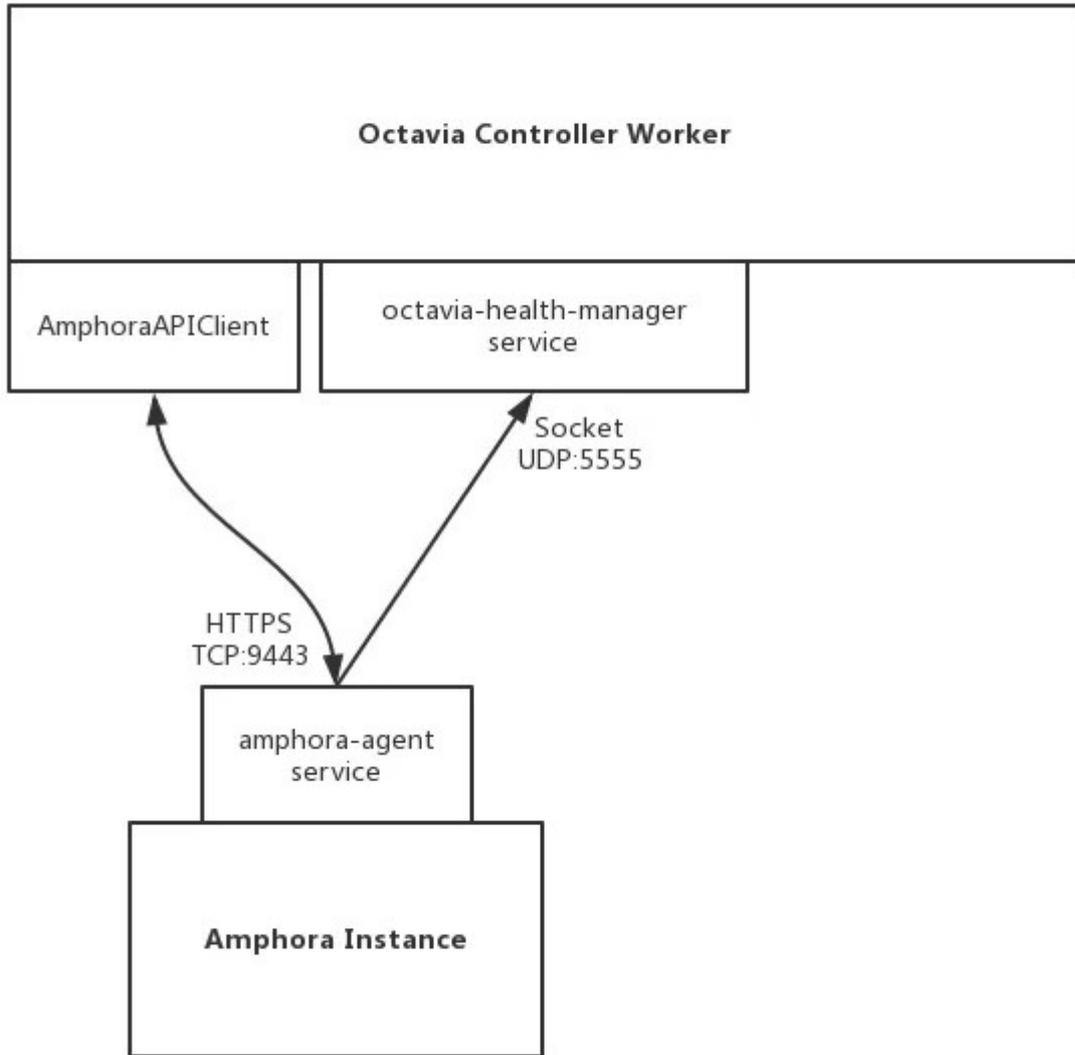 Octavia Controller Worker
AmphoraAPIClient
octavia-health-manager
service
Socket
UDP:5555
HTTPS
TCP:9443
amphora-agent
service
Amphora Instance